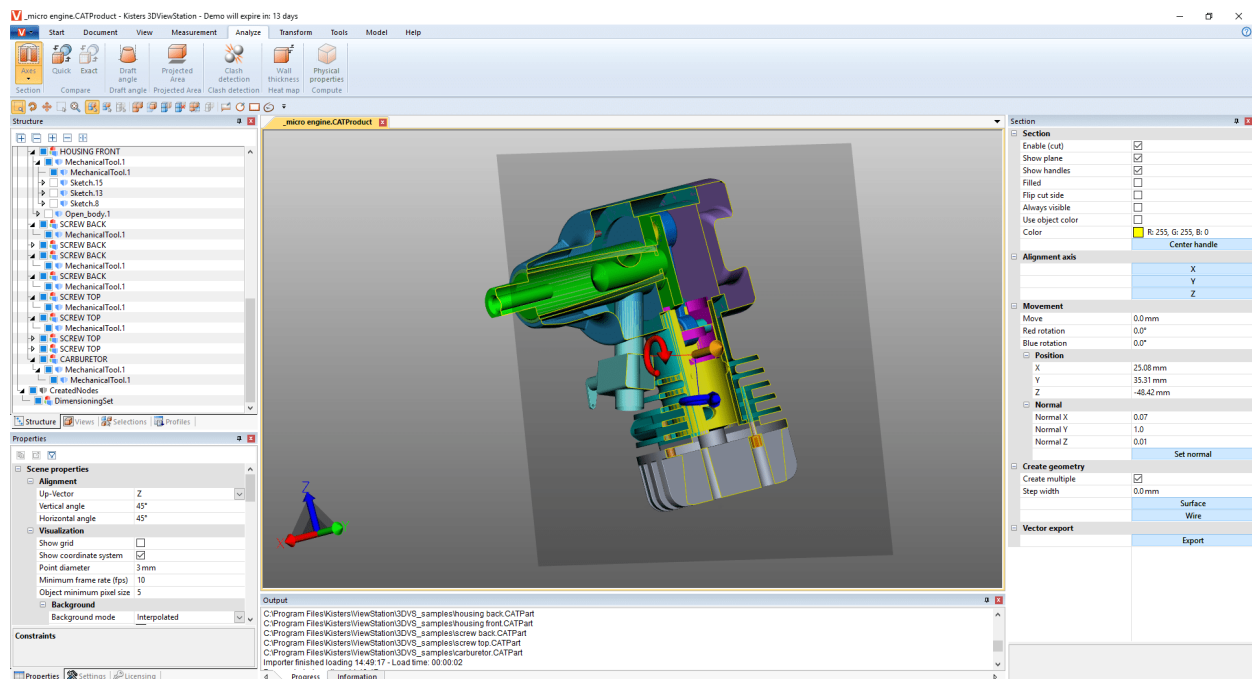 _micro engine.CATProduct - Kisters 3DViewStation - Demo will expire in: 13 days
Start Document View Measurement Analyze Transform Tools Model Help
Axes Quick Exact Draft angle Projected Area Clash detection Wall thickness Physical properties
Section Compare Draft angle Projected Area Clash detection Heat map Compute
Structure
HOUSING FRONT
MechanicalTool.1
MechanicalTool.1
Sketch.15
Sketch.13
Sketch.8
Open_body.1
SCREW BACK
MechanicalTool.1
SCREW BACK
SCREW BACK
MechanicalTool.1
SCREW BACK
MechanicalTool.1
SCREW TOP
MechanicalTool.1
SCREW TOP
MechanicalTool.1
SCREW TOP
SCREW TOP
CARBURETOR
MechanicalTool.1
MechanicalTool.1
CreatedNodes
DimensioningSet
Structure Views Selections Profiles
Properties
Scene properties
Alignment
Up-Vector Z
Vertical angle 45°
Horizontal angle 45°
Visualization
Show grid
Show coordinate system
Point diameter 3 mm
Minimum frame rate (fps) 10
Object minimum pixel size 5
Background
Background mode Interpolated
Constraints
Properties Settings Licensing
_micro engine.CATProduct
Z
X
Output
C:\Program Files\Kisters\ViewStation\3DVS_samples\housing back.CATPart
C:\Program Files\Kisters\ViewStation\3DVS_samples\housing front.CATPart
C:\Program Files\Kisters\ViewStation\3DVS_samples\screw back.CATPart
C:\Program Files\Kisters\ViewStation\3DVS_samples\screw top.CATPart
C:\Program Files\Kisters\ViewStation\3DVS_samples\carburetor.CATPart
Importer finished loading 14:49:17 - Load time: 00:00:02
Progress Information
Section
Section
Enable (cut)
Show plane
Show handles
Filled
Flip cut side
Always visible
Use object color
Color R: 255, G: 255, B: 0
Center handle
Alignment axis
X
Y
Z
Movement
Move 0.0 mm
Red rotation 0.0°
Blue rotation 0.0°
Position
X 25.08 mm
Y 35.31 mm
Z -48.42 mm
Normal
Normal X 0.07
Normal Y 1.0
Normal Z 0.01
Set normal
Create geometry
Create multiple
Step width 0.0 mm
Surface
Wire
Vector export
Export